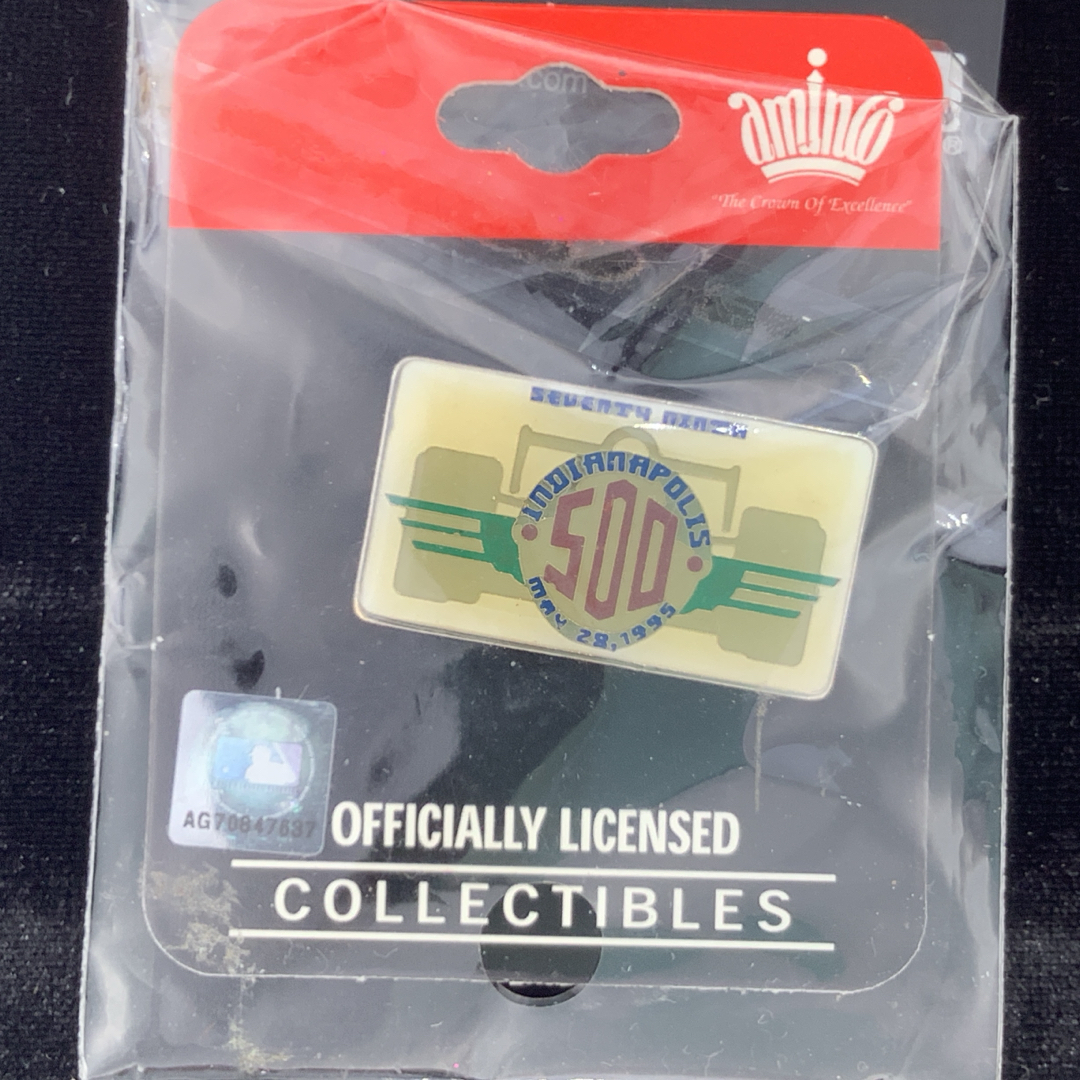 .com
aminco
®
"The Crown Of Excellence"
SEVENTY NINTH
INDIANAPOLIS
500
MAY 28, 1995
AG70847637
OFFICIALLY LICENSED
COLLECTIBLES